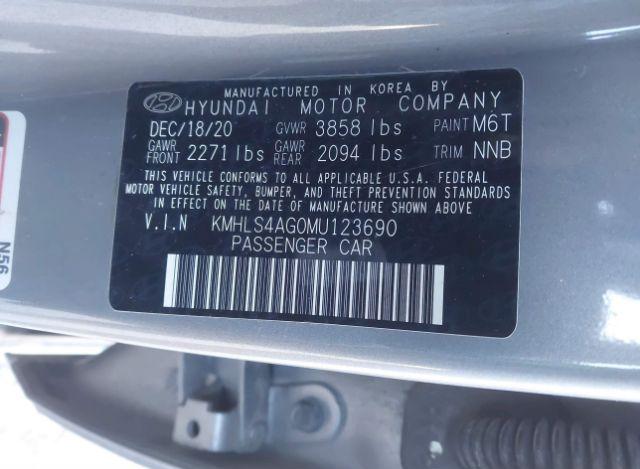 MANUFACTURED IN KOREA BY
HYUNDAI MOTOR COMPANY
DEC/18/20 GVWR 3858 lbs PAINT M6T
GAWR FRONT 2271 lbs GAWR REAR 2094 lbs TRIM NNB
THIS VEHICLE CONFORMS TO ALL APPLICABLE U.S.A. FEDERAL
MOTOR VEHICLE SAFETY, BUMPER, AND THEFT PREVENTION STANDARDS
IN EFFECT ON THE DATE OF MANUFACTURE SHOWN ABOVE
V.I.N KMHLS4AG0MU123690
PASSENGER CAR
N56